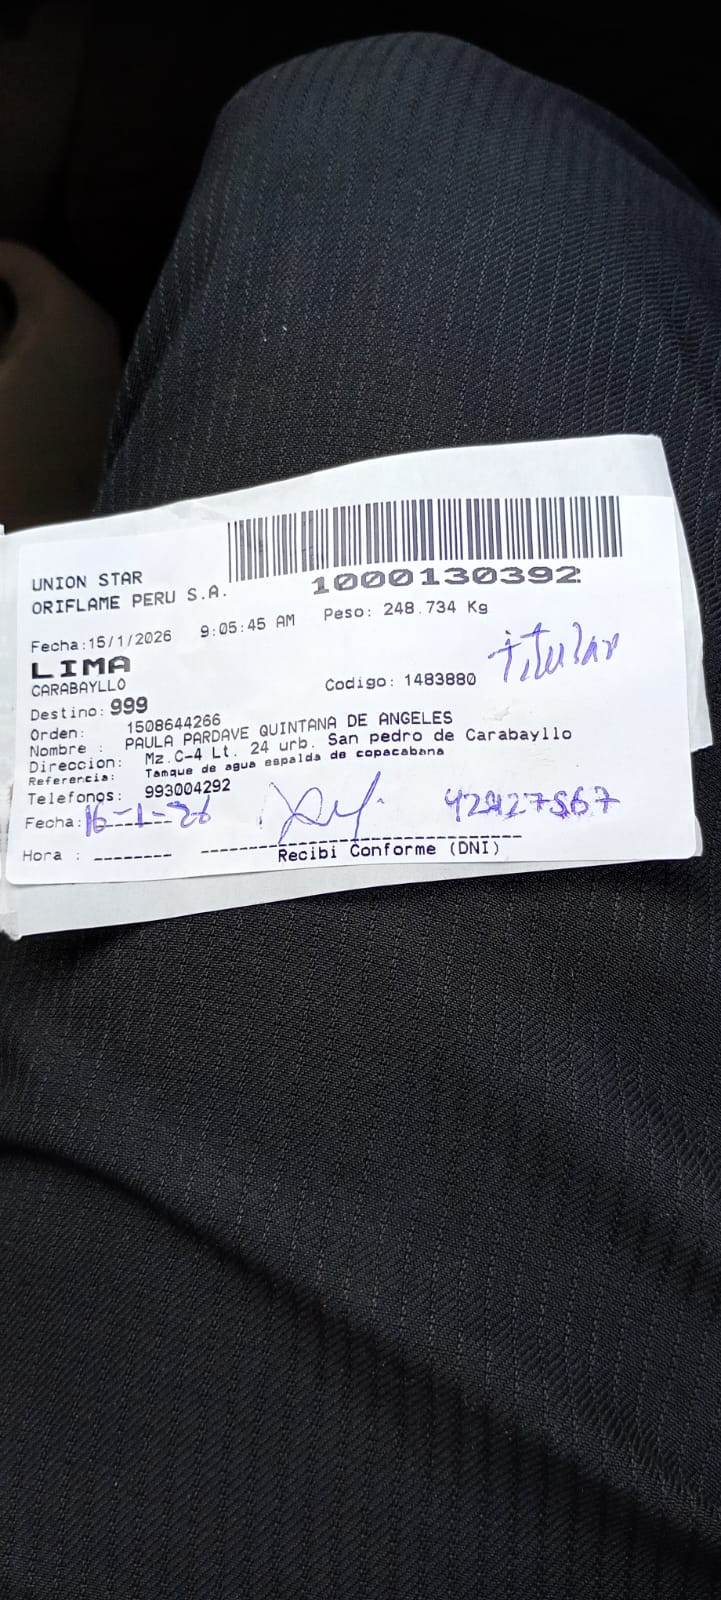 UNION STAR
ORIFLAME PERU S.A.
1000130392
Fecha:15/1/2026 9:05:45 AM Peso: 248.734 Kg
LIMA
CARABAYLLO
Codigo: 1483880 titular
Destino: 999
Orden: 1508644266
Nombre : PAULA PARDAVE QUINTANA DE ANGELES
Direccion: Mz.C-4 Lt. 24 urb. San pedro de Carabayllo
Referencia: Tamque de agua espalda de copacabana
Telefonos: 993004292
Fecha: 16-1-26
Hora : --------
Recibi Conforme (DNI)